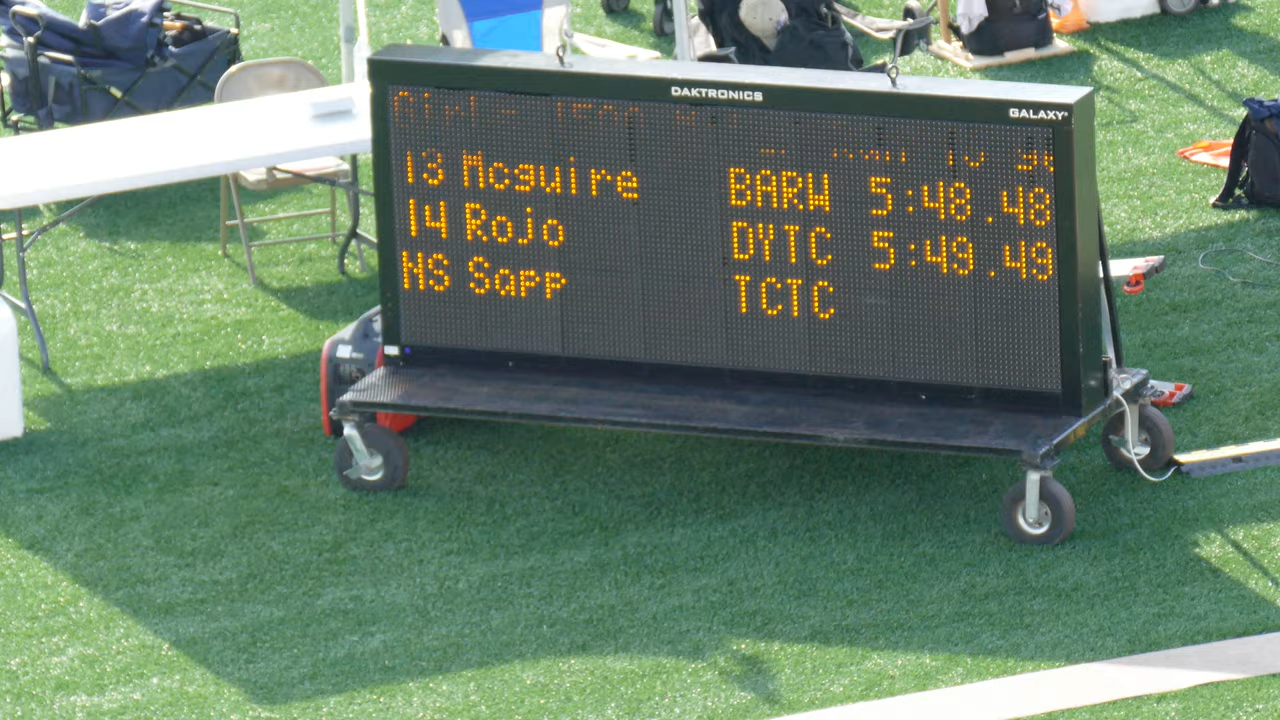 DAKTRONICS
GALAXY®
13 Mcguire BARW 5:48.48
14 Rojo DYTC 5:49.49
NS Sapp TCTC